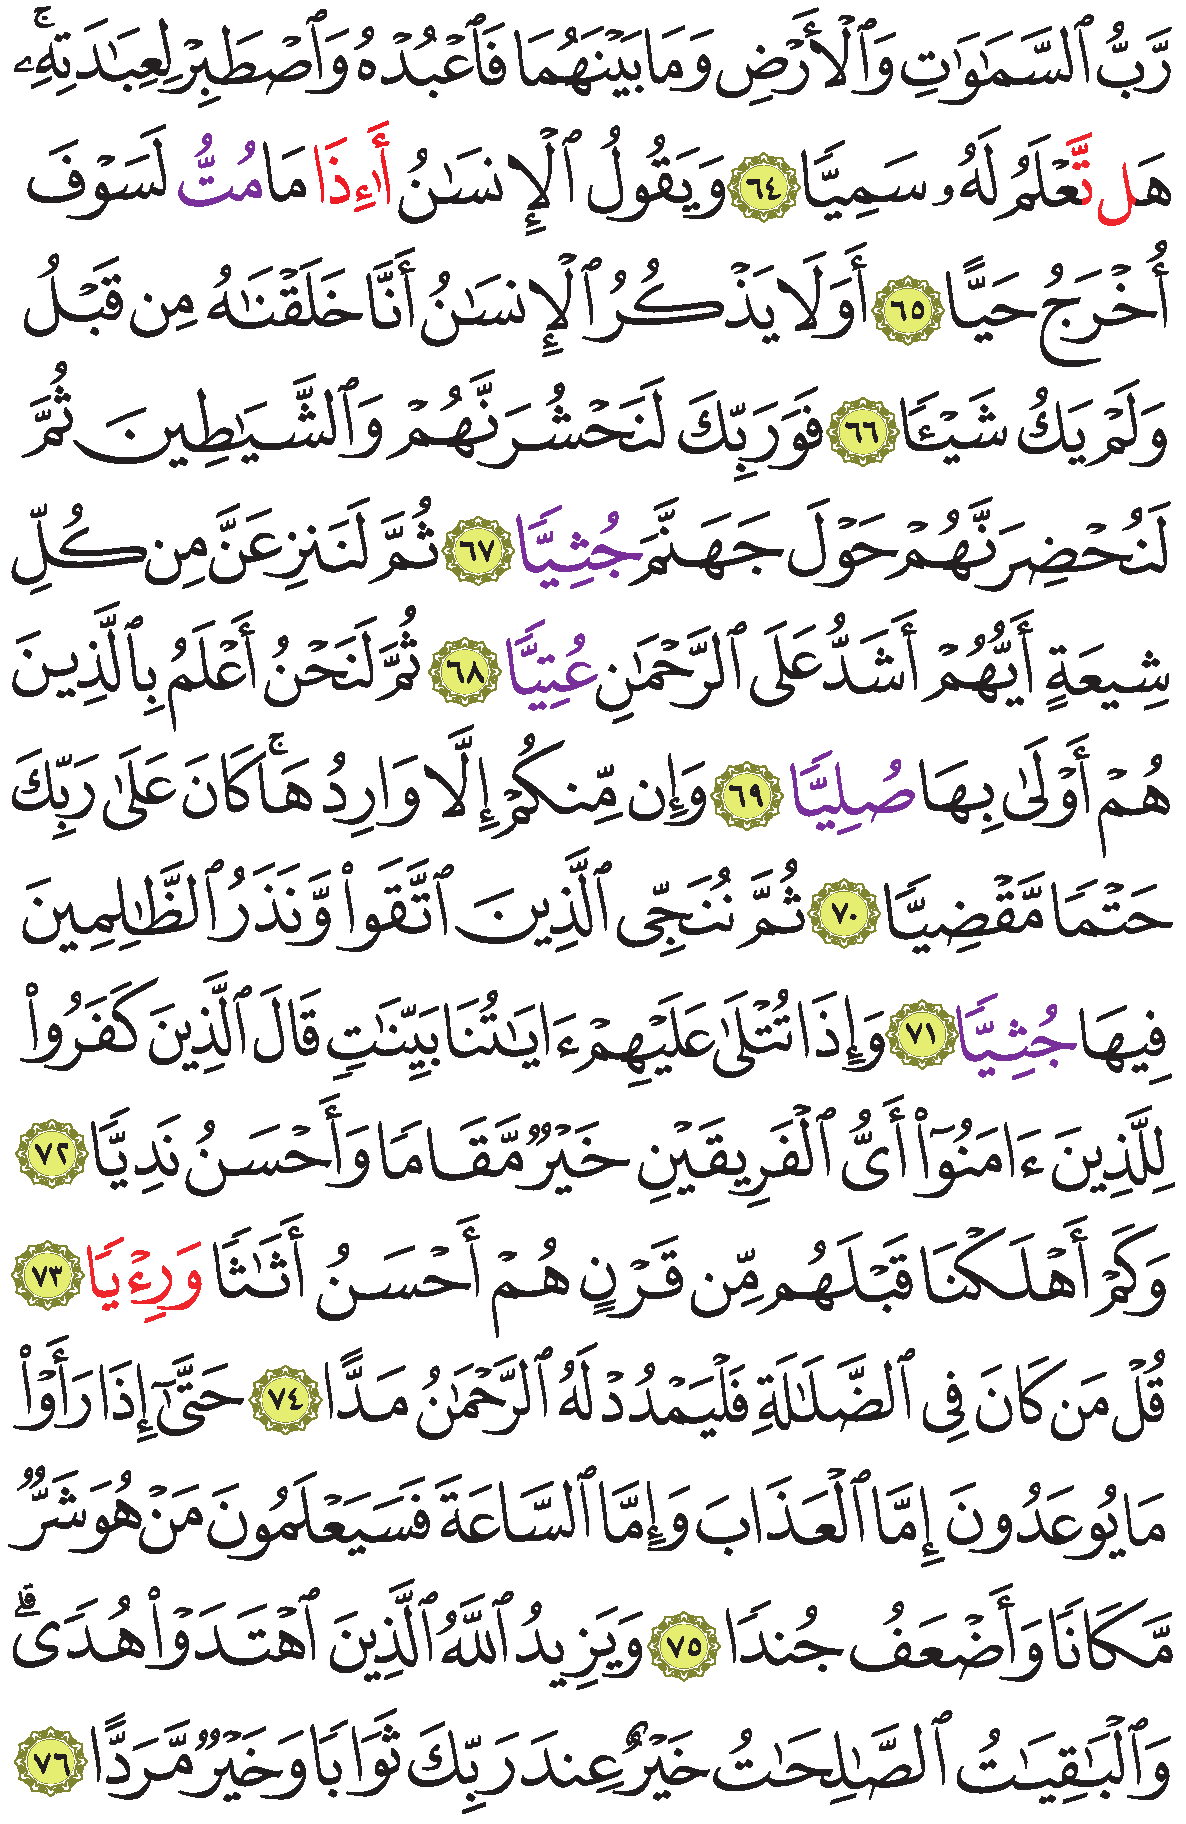 رَّبُّ ٱلسَّمَٰوَٰتِ وَٱلْأَرْضِ وَمَا بَيْنَهُمَا فَٱعْبُدْهُ وَٱصْطَبِرْ لِعِبَٰدَتِهِۦۚ
هَل تَّعْلَمُ لَهُۥ سَمِيًّا ٦٤ وَيَقُولُ ٱلْإِنسَٰنُ أَاءِذَا مَا مُتُّ لَسَوْفَ
أُخْرَجُ حَيًّا ٦٥ أَوَلَا يَذْكُرُ ٱلْإِنسَٰنُ أَنَّا خَلَقْنَٰهُ مِن قَبْلُ
وَلَمْ يَكُ شَيْـًٔا ٦٦ فَوَرَبِّكَ لَنَحْشُرَنَّهُمْ وَٱلشَّيَٰطِينَ ثُمَّ
لَنُحْضِرَنَّهُمْ حَوْلَ جَهَنَّمَ جُثِيًّا ٦٧ ثُمَّ لَنَنزِعَنَّ مِن كُلِّ
شِيعَةٍ أَيُّهُمْ أَشَدُّ عَلَى ٱلرَّحْمَٰنِ عُتِيًّا ٦٨ ثُمَّ لَنَحْنُ أَعْلَمُ بِٱلَّذِينَ
هُمْ أَوْلَىٰ بِهَا صُلِيًّا ٦٩ وَإِن مِّنكُمْ إِلَّا وَارِدُهَاۚ كَانَ عَلَىٰ رَبِّكَ
حَتْمًا مَّقْضِيًّا ٧٠ ثُمَّ نُنَجِّى ٱلَّذِينَ ٱتَّقَوا۟ وَّنَذَرُ ٱلظَّٰلِمِينَ
فِيهَا جُثِيًّا ٧١ وَإِذَا تُتْلَىٰ عَلَيْهِمْ ءَايَٰتُنَا بَيِّنَٰتٍ قَالَ ٱلَّذِينَ كَفَرُوا۟
لِلَّذِينَ ءَامَنُوٓا۟ أَىُّ ٱلْفَرِيقَيْنِ خَيْرٌ مَّقَامًا وَأَحْسَنُ نَدِيًّا ٧٢
وَكَمْ أَهْلَكْنَا قَبْلَهُم مِّن قَرْنٍ هُمْ أَحْسَنُ أَثَٰثًا وَرِءْيًا ٧٣
قُلْ مَن كَانَ فِى ٱلضَّلَٰلَةِ فَلْيَمْدُدْ لَهُ ٱلرَّحْمَٰنُ مَدًّا ٧٤ حَتَّىٰٓ إِذَا رَأَوْا۟
مَا يُوعَدُونَ إِمَّا ٱلْعَذَابَ وَإِمَّا ٱلسَّاعَةَ فَسَيَعْلَمُونَ مَنْ هُوَ شَرٌّ
مَّكَانًا وَأَضْعَفُ جُندًا ٧٥ وَيَزِيدُ ٱللَّهُ ٱلَّذِينَ ٱهْتَدَوْا۟ هُدًىۗ
وَٱلْبَٰقِيَٰتُ ٱلصَّٰلِحَٰتُ خَيْرٌ عِندَ رَبِّكَ ثَوَابًا وَخَيْرٌ مَّرَدًّا ٧٦